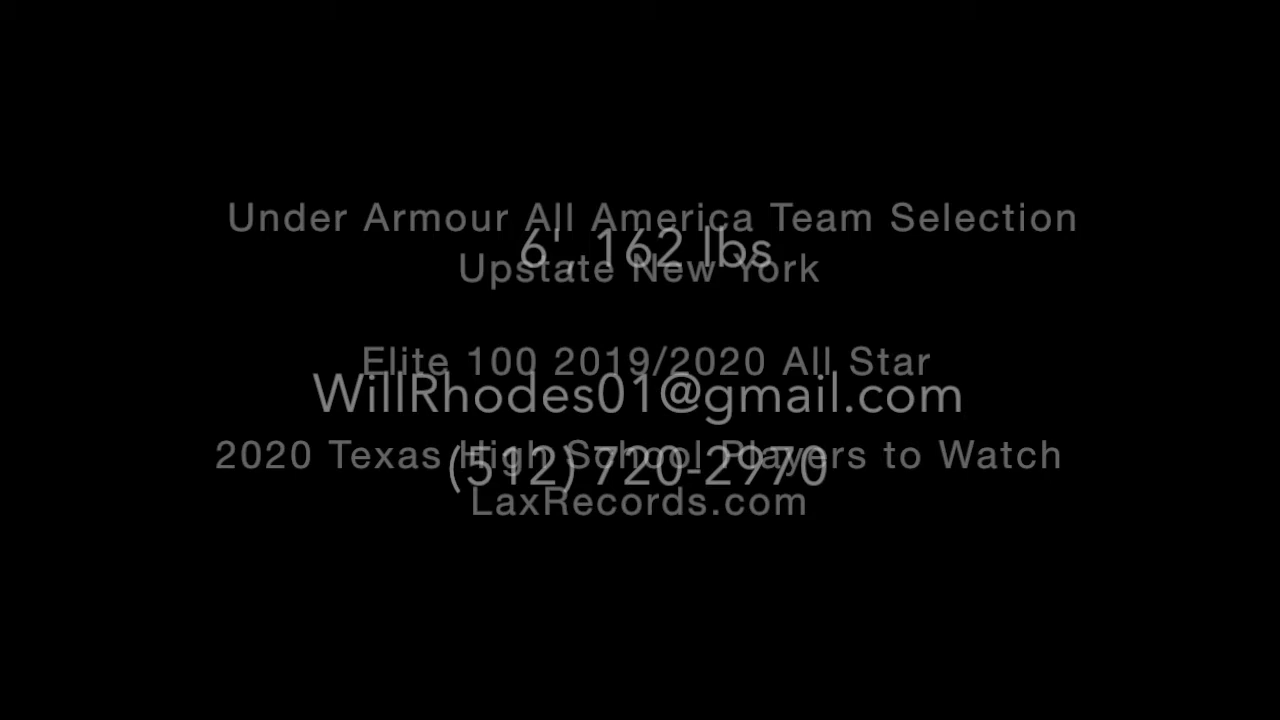 Under Armour All America Team Selection
6', 162 lbs
Upstate New York
Elite 100 2019/2020 All Star
WillRhodes01@gmail.com
2020 Texas High School Players to Watch
(512) 720-2970
LaxRecords.com